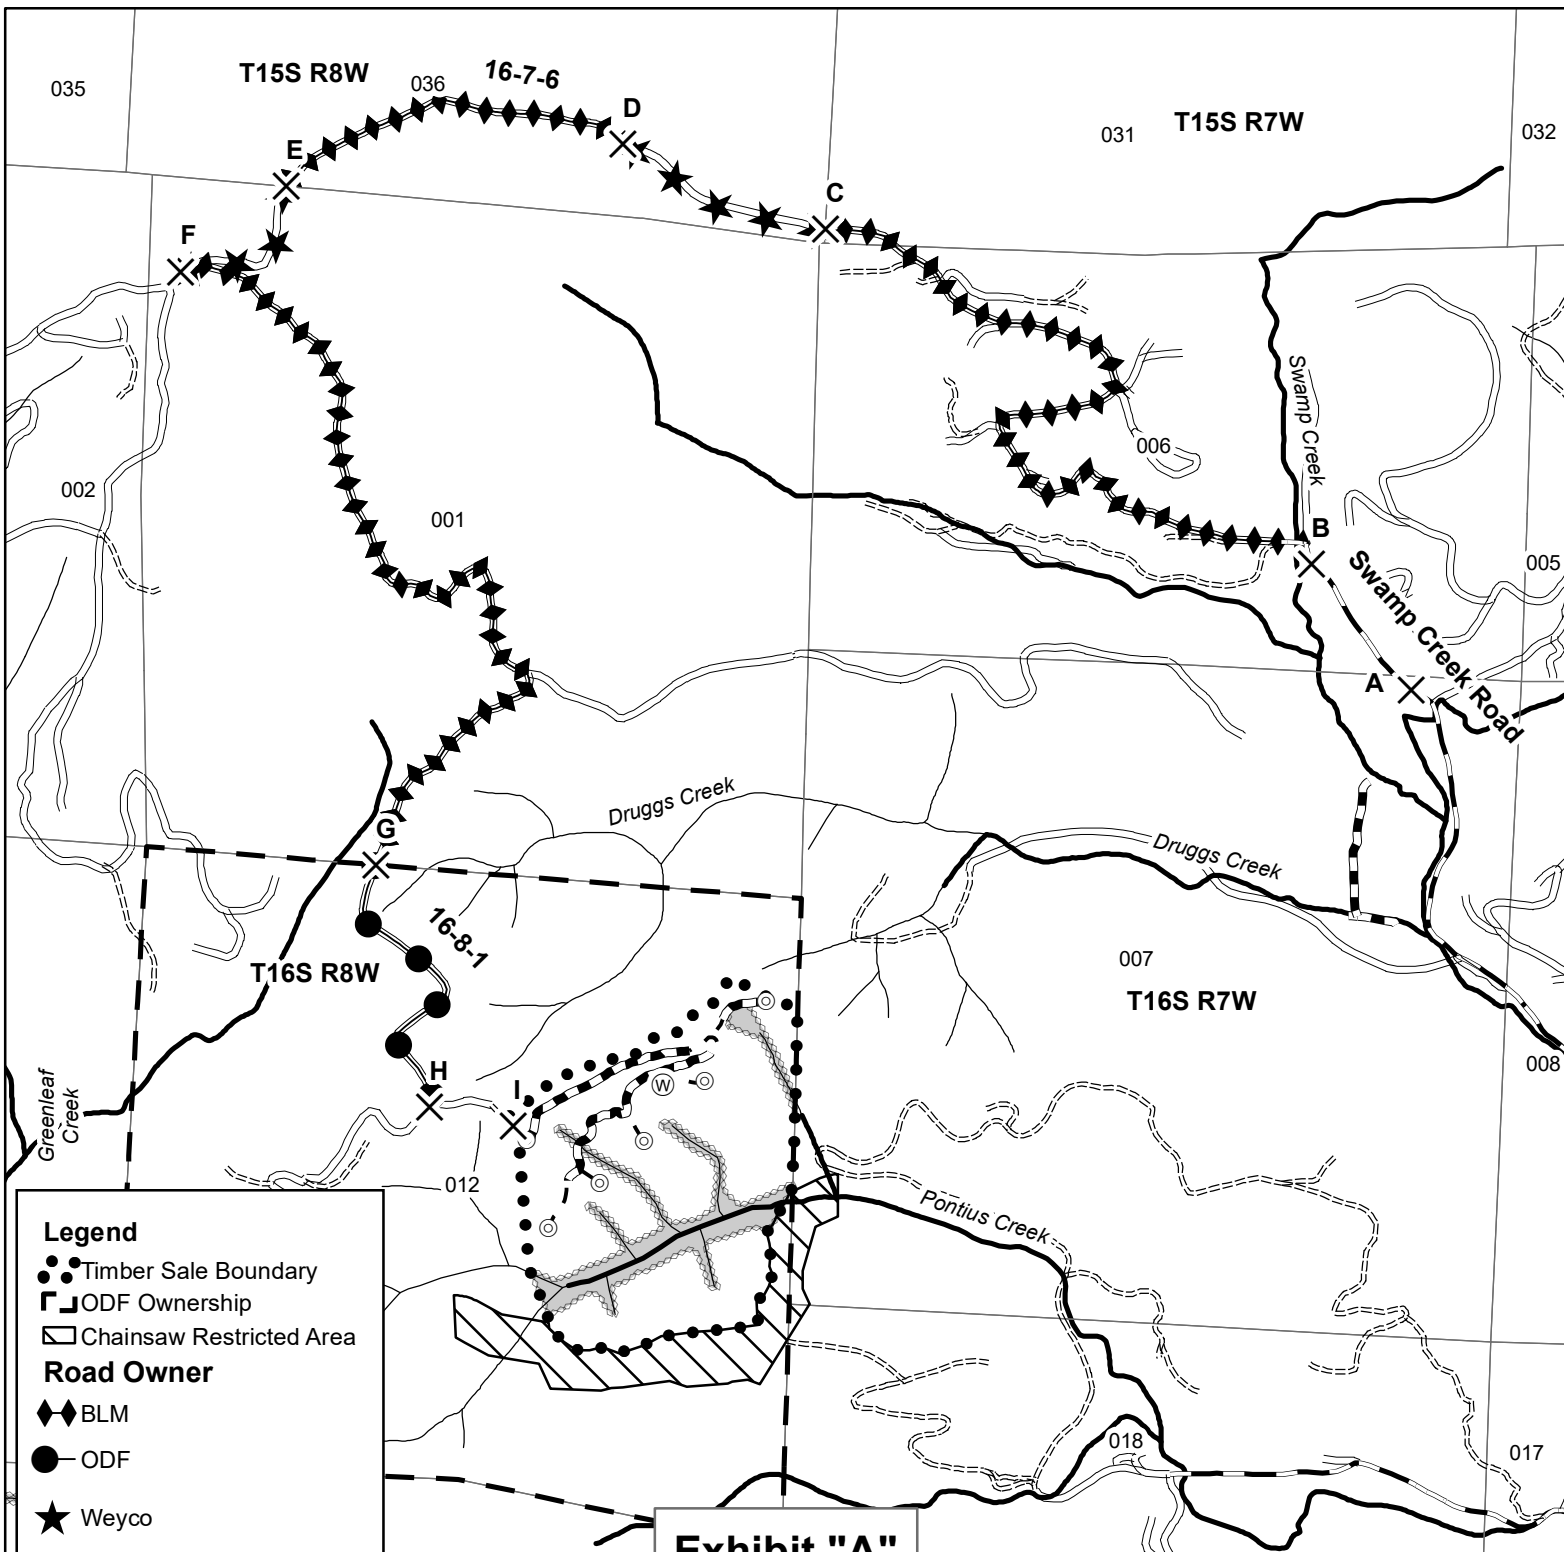 T15S R8W
16-7-6
035
036
D
031
T15S R7W
032
E
C
F
Swamp Creek
006
002
001
B
Swamp Creek Road
005
A
Druggs Creek
G
Druggs Creek
16-8-1
T16S R8W
007
T16S R7W
008
Greenleaf
Creek
H
I
W
012
Pontius Creek
Legend
Timber Sale Boundary
ODF Ownership
Chainsaw Restricted Area
Road Owner
BLM
ODF
Weyco
018
017
Exhibit "A"